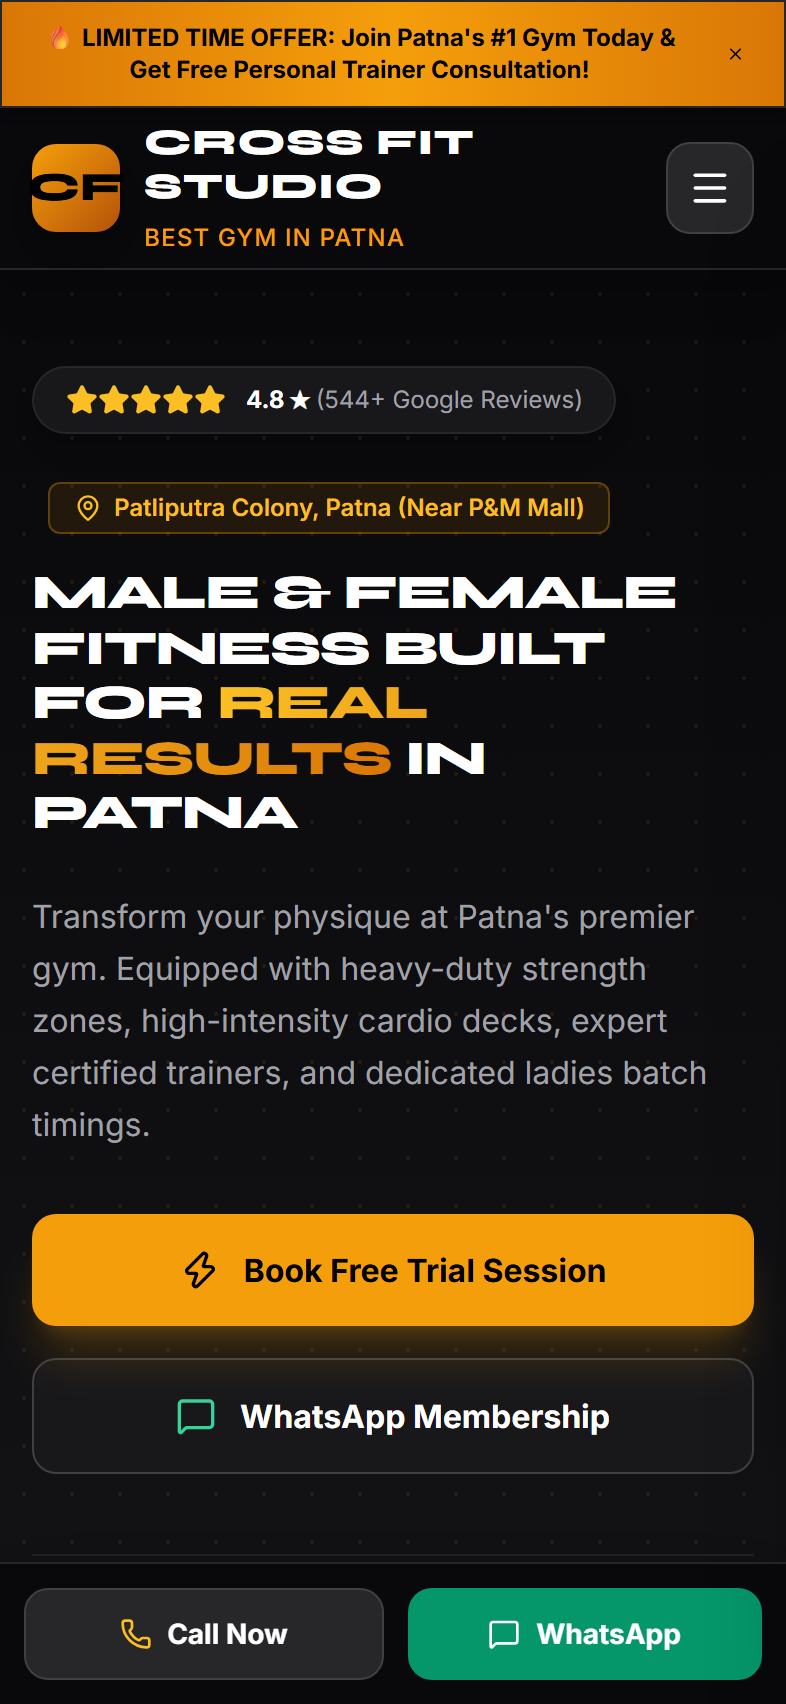 🔥 LIMITED TIME OFFER: Join Patna's #1 Gym Today &
Get Free Personal Trainer Consultation!
×
CF
CROSS FIT
STUDIO
BEST GYM IN PATNA
4.8 ★ (544+ Google Reviews)
Patliputra Colony, Patna (Near P&M Mall)
MALE & FEMALE
FITNESS BUILT
FOR REAL
RESULTS IN
PATNA
Transform your physique at Patna's premier
gym. Equipped with heavy-duty strength
zones, high-intensity cardio decks, expert
certified trainers, and dedicated ladies batch
timings.
Book Free Trial Session
WhatsApp Membership
Call Now
WhatsApp